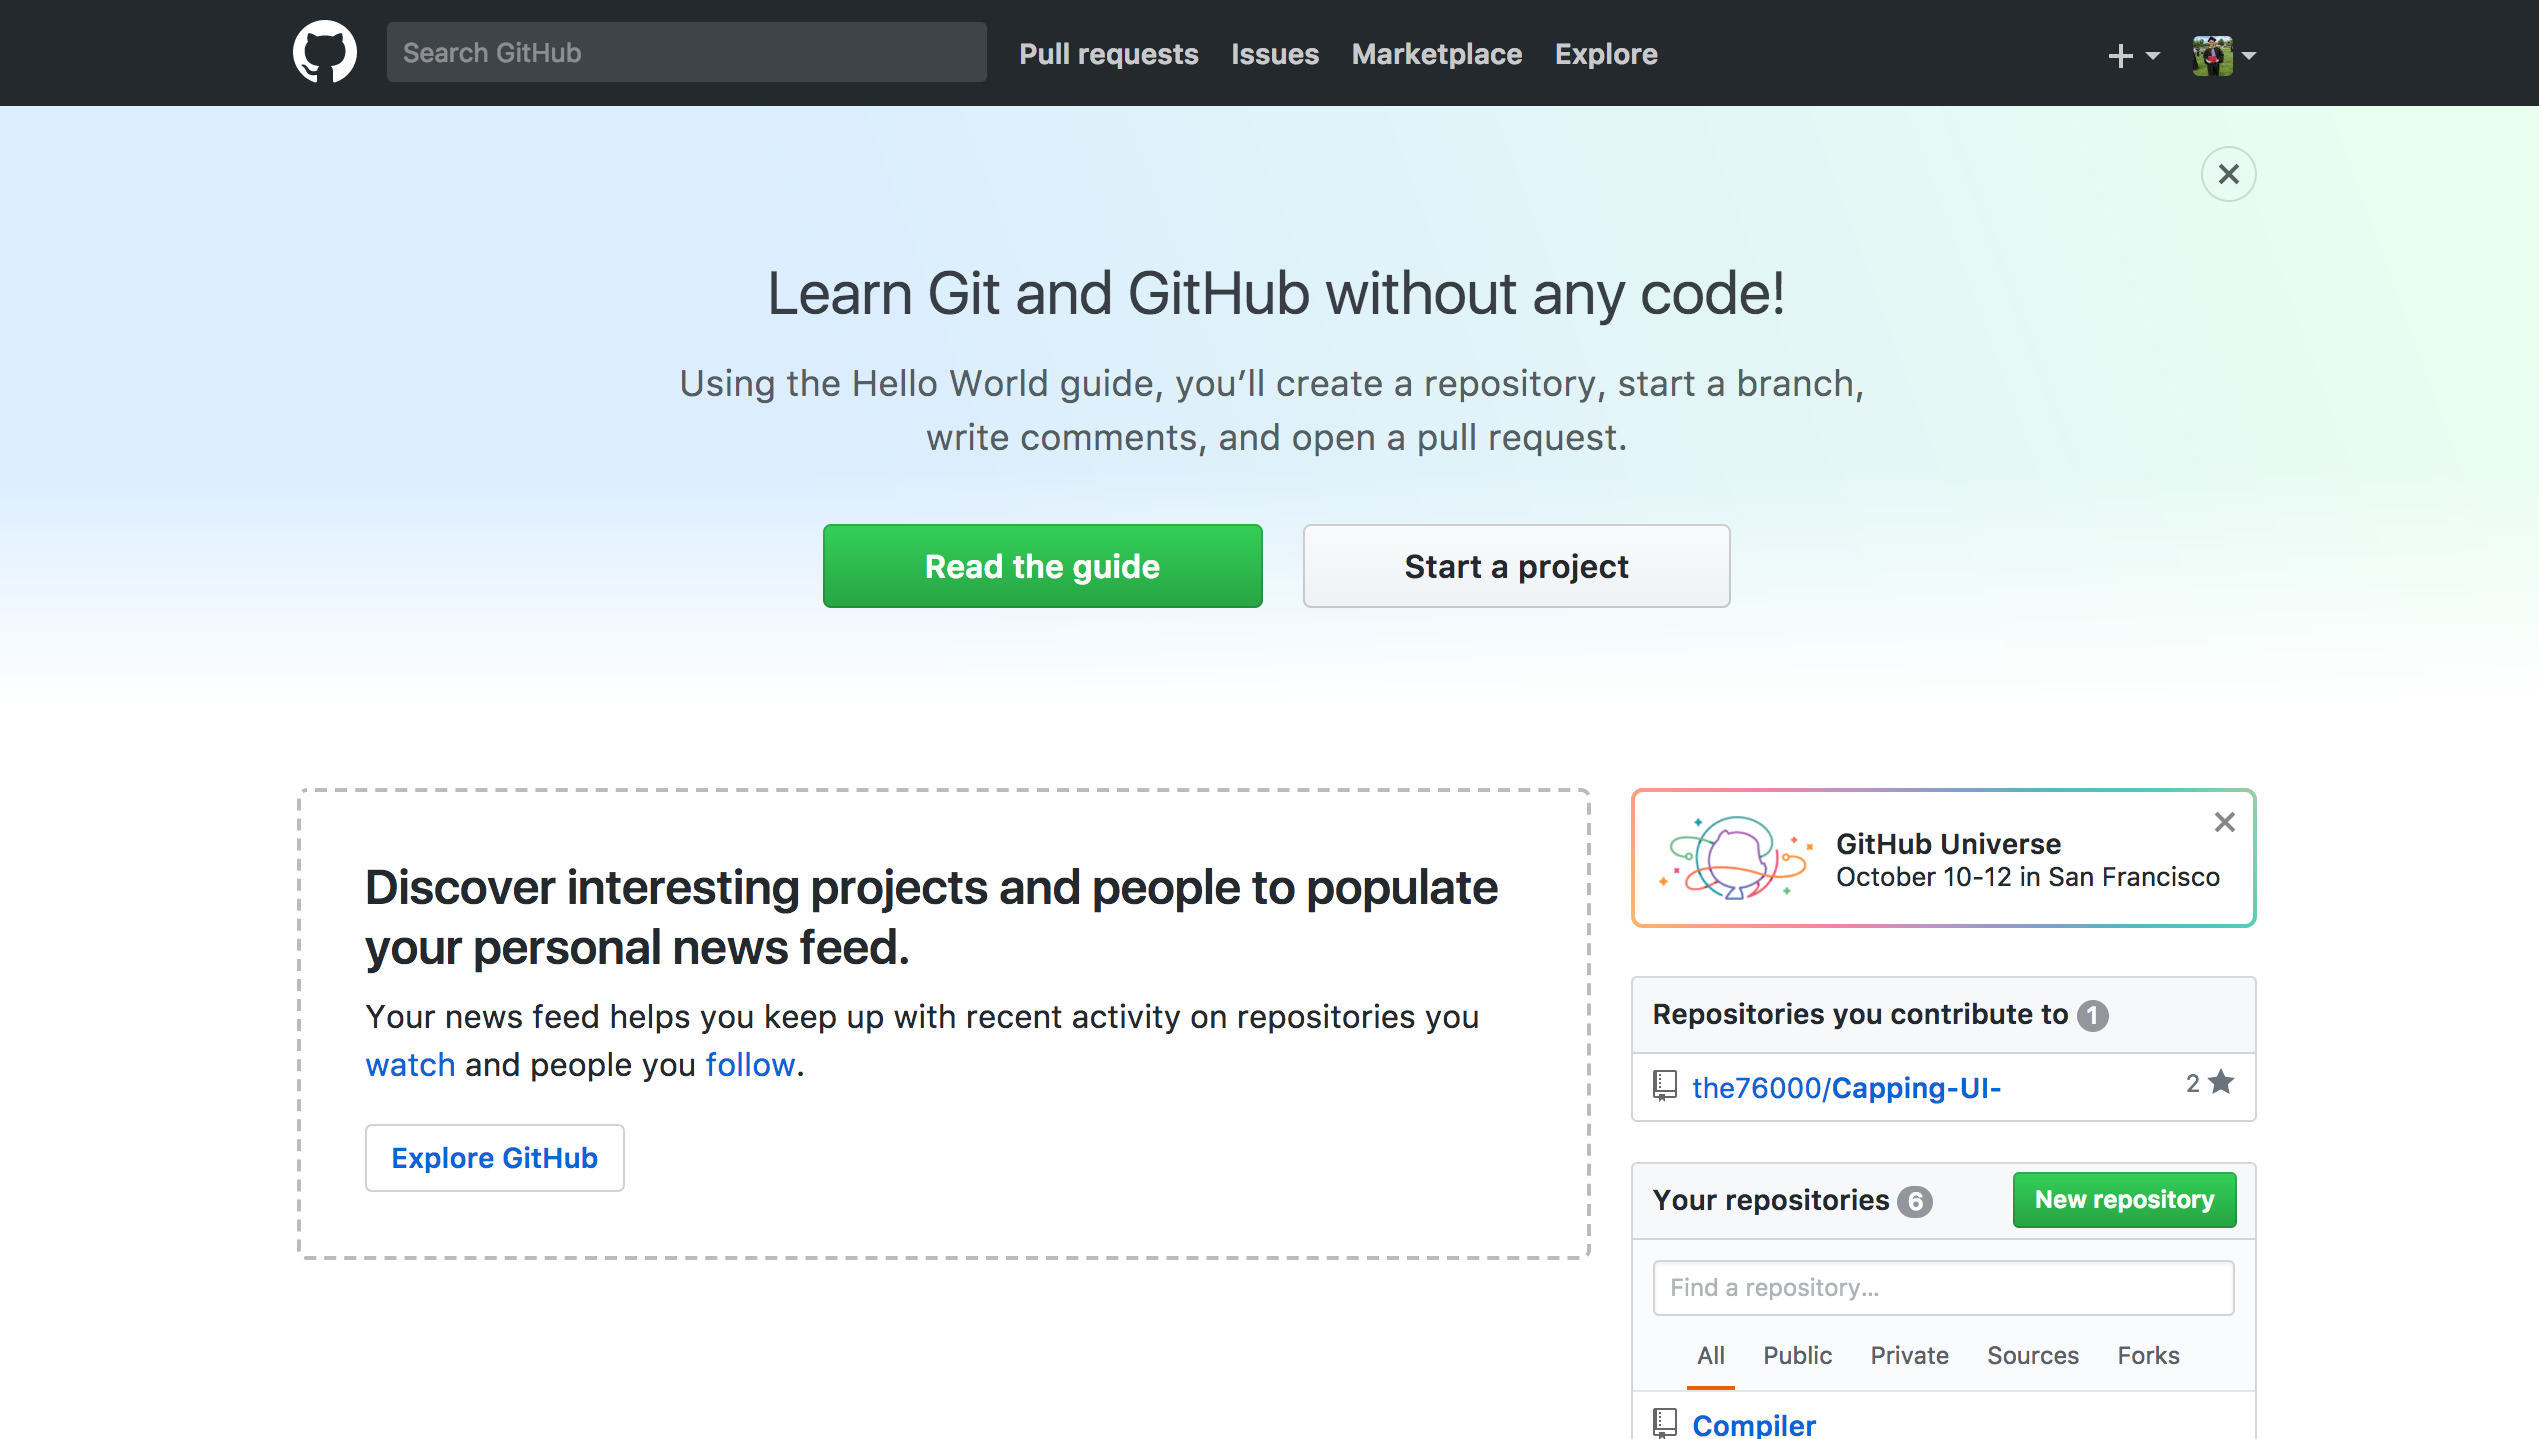 Search GitHub
Pull requests
Issues
Marketplace
Explore
Learn Git and GitHub without any code!
Using the Hello World guide, you’ll create a repository, start a branch,
write comments, and open a pull request.
Read the guide
Start a project
Discover interesting projects and people to populate
your personal news feed.
Your news feed helps you keep up with recent activity on repositories you
watch and people you follow.
Explore GitHub
GitHub Universe
October 10-12 in San Francisco
Repositories you contribute to 1
the76000/Capping-UI- 2
Your repositories 6
New repository
Find a repository...
All Public Private Sources Forks
Compiler